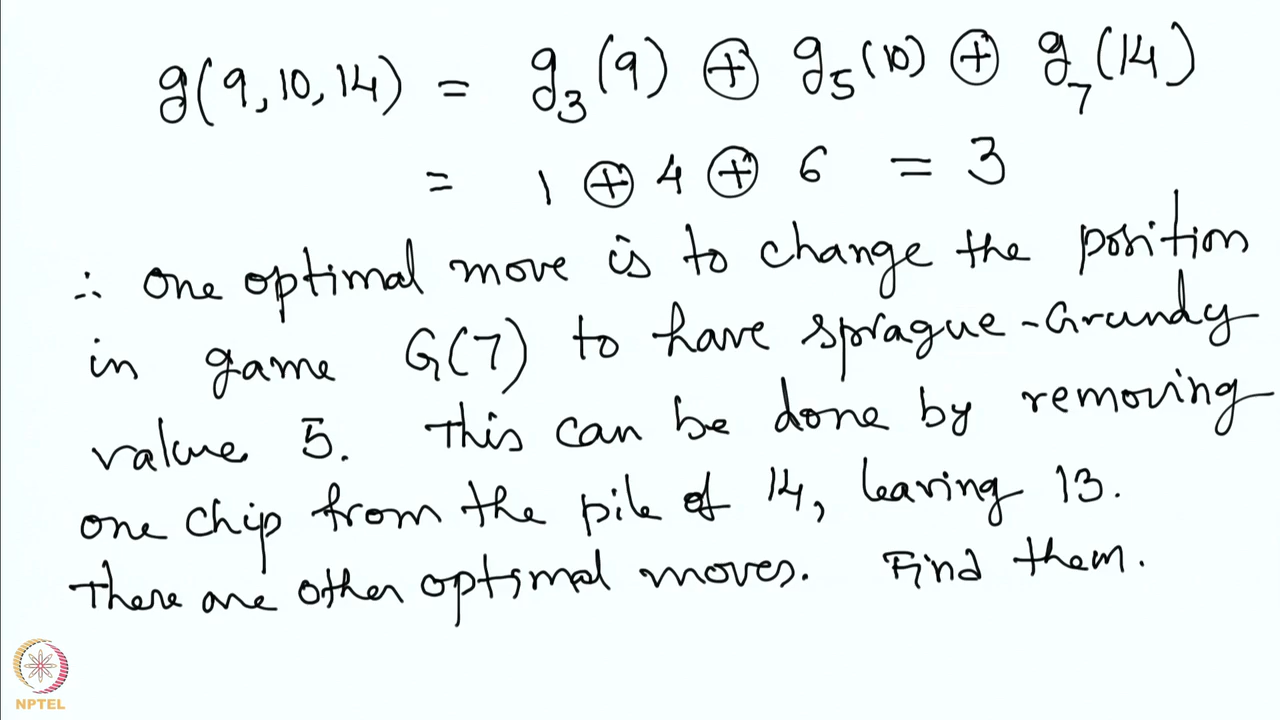 g(9,10,14) = g₃(9) ⊕ g₅(10) ⊕ g₇(14)
= 1 ⊕ 4 ⊕ 6 = 3
∴ one optimal move is to change the position
in game G(7) to have Sprague-Grundy
value 5. This can be done by removing
one chip from the pile of 14, leaving 13.
There are other optimal moves. Find them.
NPTEL